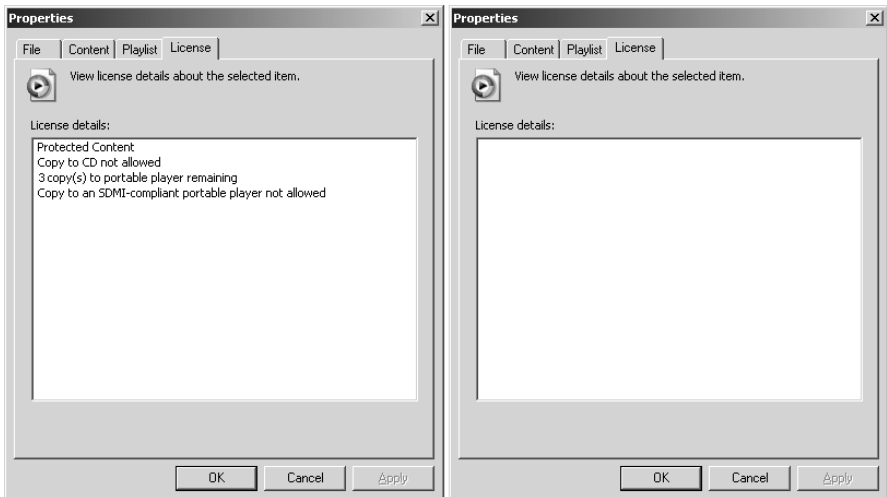 Properties
File Content Playlist License
View license details about the selected item.
License details:
Protected Content
Copy to CD not allowed
3 copy(s) to portable player remaining
Copy to an SDMI-compliant portable player not allowed
OK Cancel Apply
Properties
File Content Playlist License
View license details about the selected item.
License details:
OK Cancel Apply